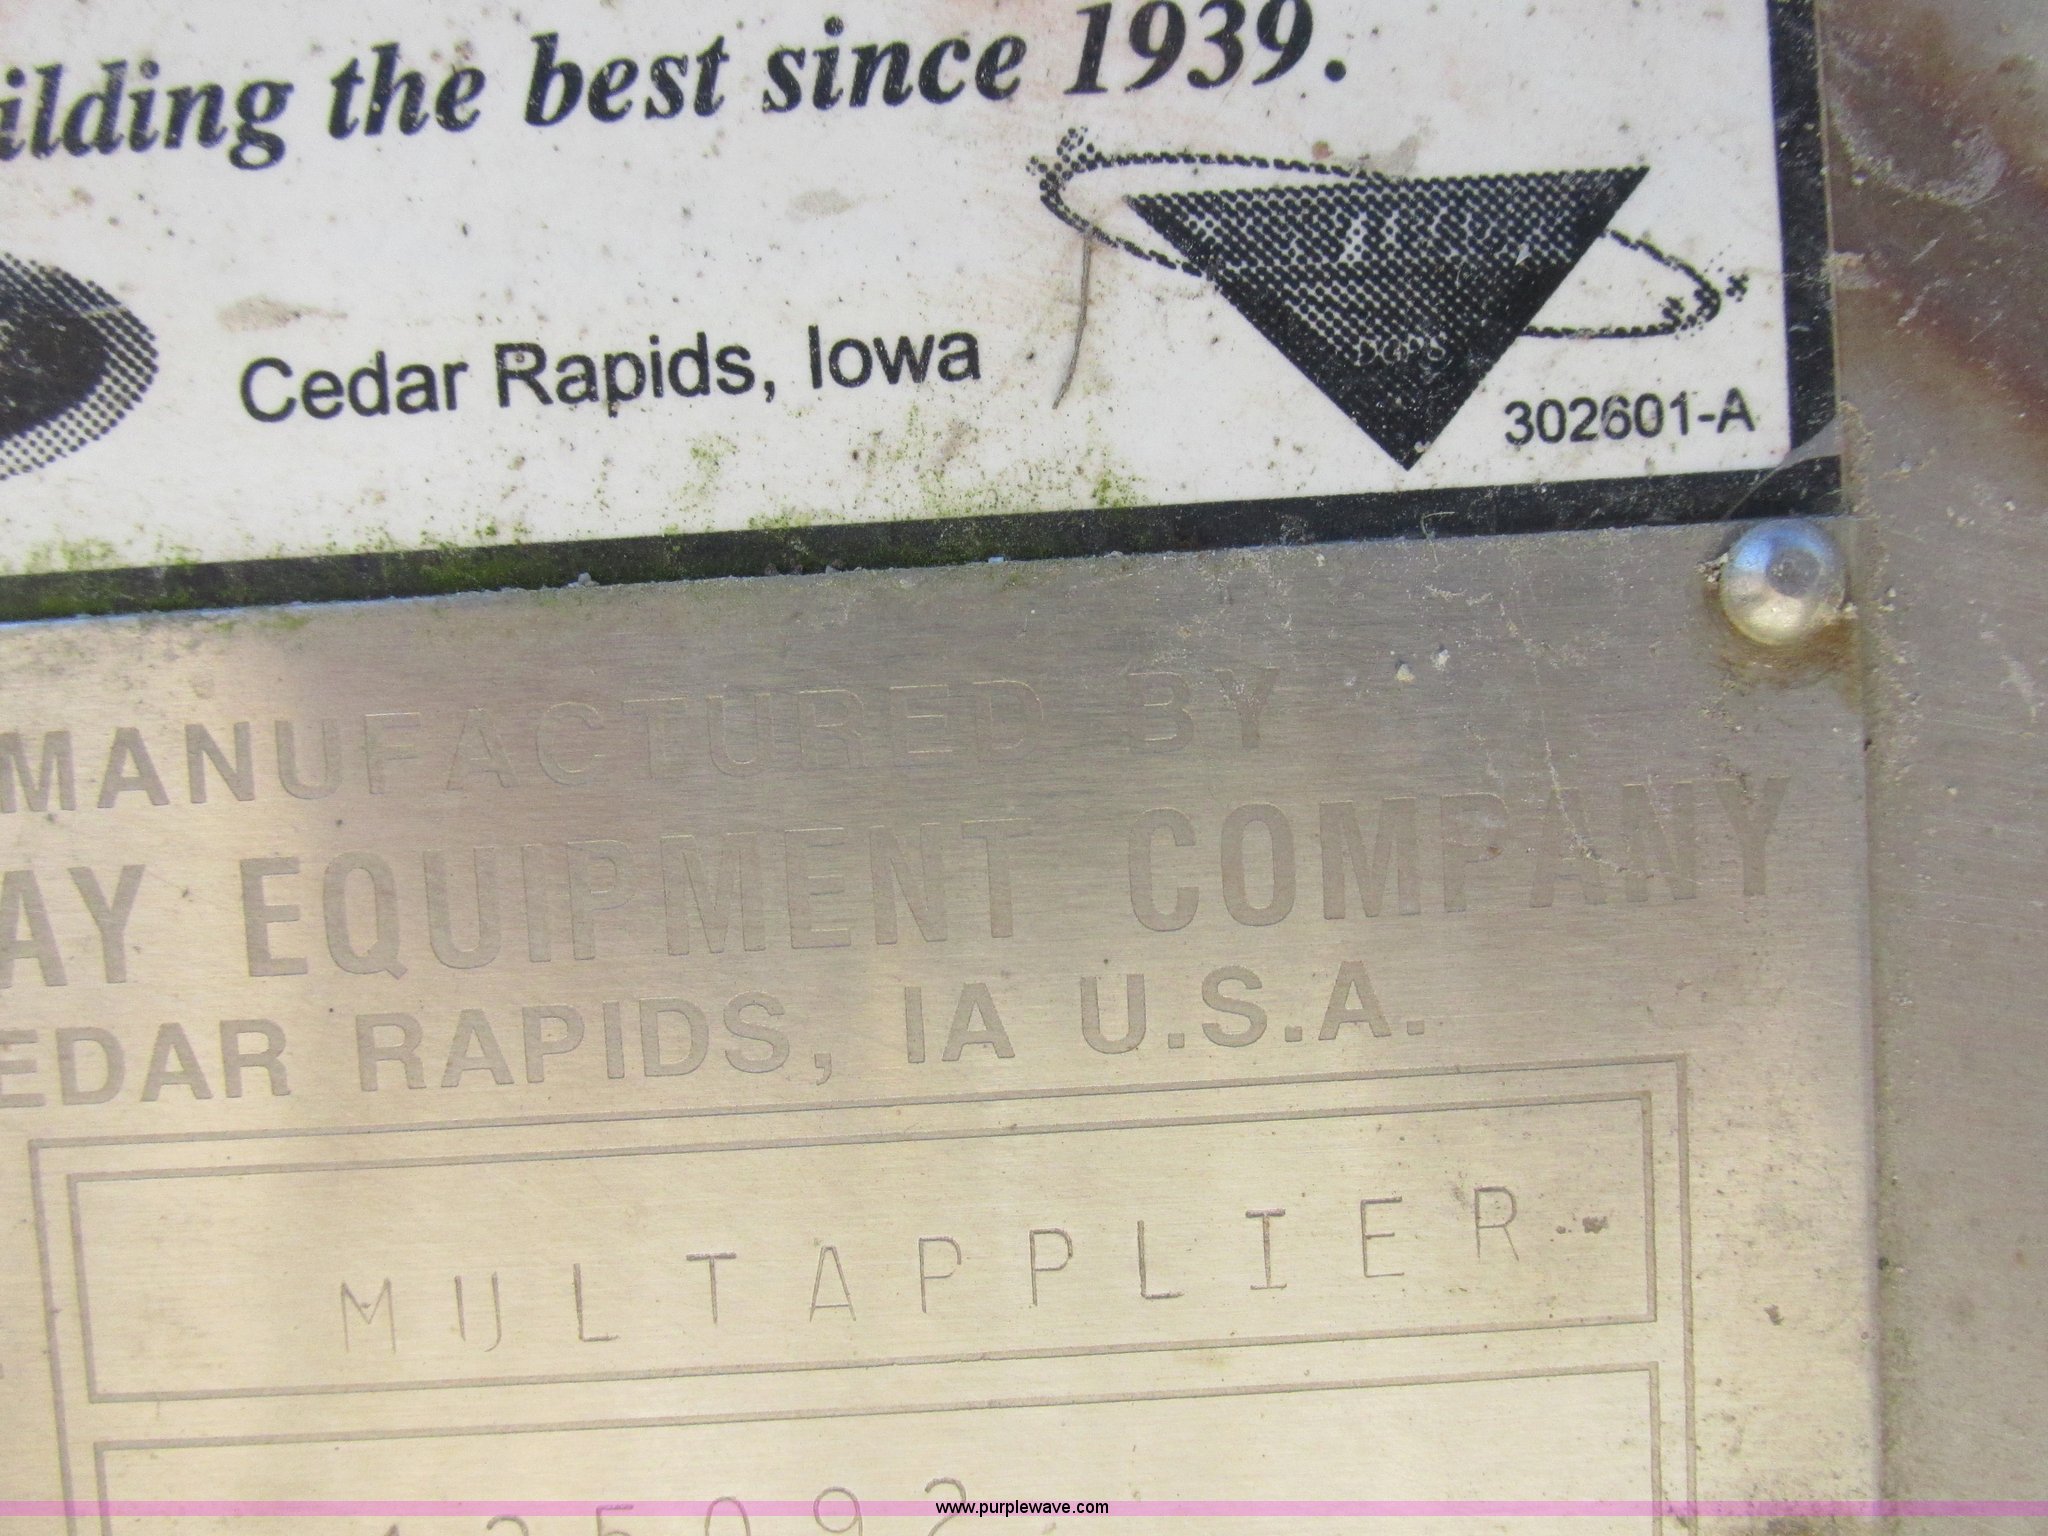 ilding the best since 1939.
Cedar Rapids, Iowa
302601-A
MANUFACTURED BY
AY EQUIPMENT COMPANY
EDAR RAPIDS, IA U.S.A.
MULTAPPLIER
www.purplewave.com